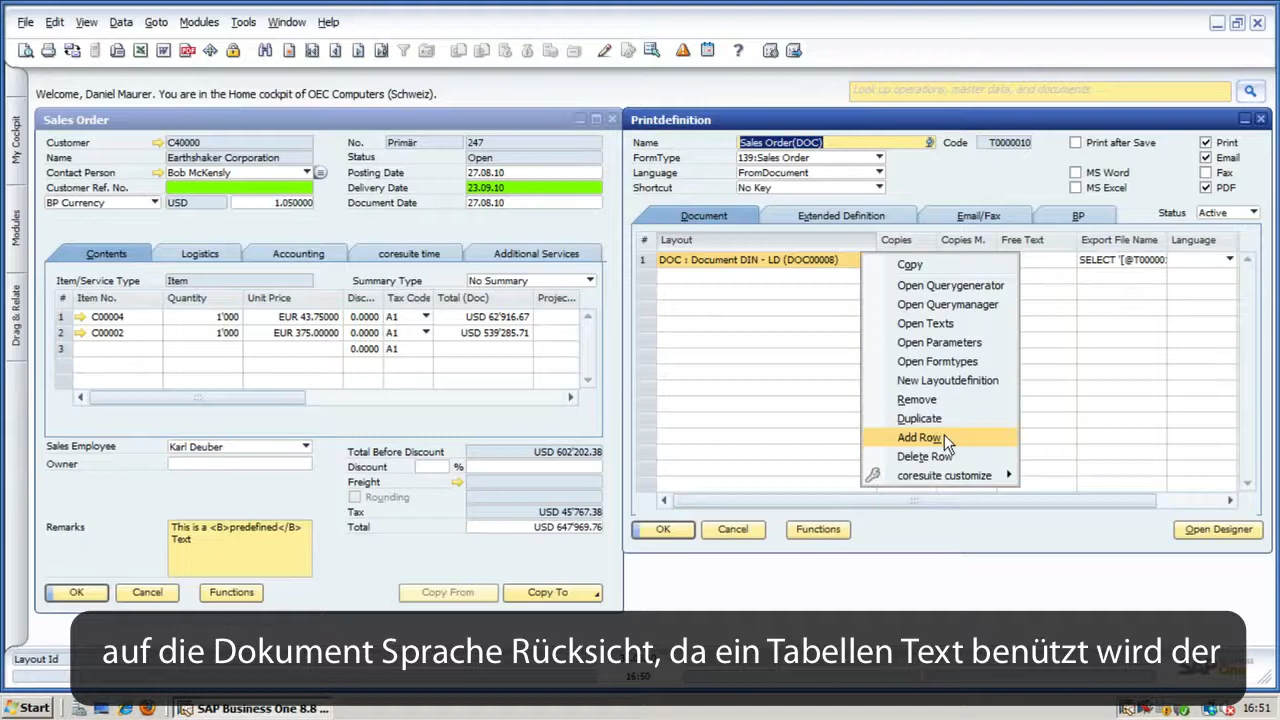 File Edit View Data Goto Modules Tools Window Help
Welcome, Daniel Maurer. You are in the Home cockpit of OEC Computers (Schweiz).
Look up operations, master data, and documents
My Cockpit
Modules
Drag & Relate
Sales Order
Customer C40000
Name Earthshaker Corporation
Contact Person Bob McKensly
Customer Ref. No.
BP Currency USD 1.050000
No. Primär 247
Status Open
Posting Date 27.08.10
Delivery Date 23.09.10
Document Date 27.08.10
Contents Logistics Accounting coresuite time Additional Services
Item/Service Type Item Summary Type No Summary
# Item No. Quantity Unit Price Disc... Tax Code Total (Doc) Projec...
1 C00004 1'000 EUR 43.75000 0.0000 A1 USD 62'916.67
2 C00002 1'000 EUR 375.00000 0.0000 A1 USD 539'285.71
3 0.0000 A1
Sales Employee Karl Deuber
Owner
Total Before Discount USD 602'202.38
Discount %
Freight
Rounding
Tax USD 45'767.38
Total USD 647'969.76
Remarks This is a <B>predefined</B>
Text
OK Cancel Functions Copy From Copy To
Printdefinition
Name Sales Order(DOC) Code T0000010
FormType 139:Sales Order
Language FromDocument
Shortcut No Key
Print after Save
MS Word
MS Excel
Print
Email
Fax
PDF
Document Extended Definition Email/Fax BP Status Active
# Layout Copies Copies M. Free Text Export File Name Language
1 DOC : Document DIN - LD (DOC00008) SELECT '[@T0000:
Copy
Open Querygenerator
Open Querymanager
Open Texts
Open Parameters
Open Formtypes
New Layoutdefinition
Remove
Duplicate
Add Row
Delete Row
coresuite customize
OK Cancel Functions Open Designer
auf die Dokument Sprache Rücksicht, da ein Tabellen Text benützt wird der
Layout Id
16:50
Start SAP Business One 8.8 ... 16:51